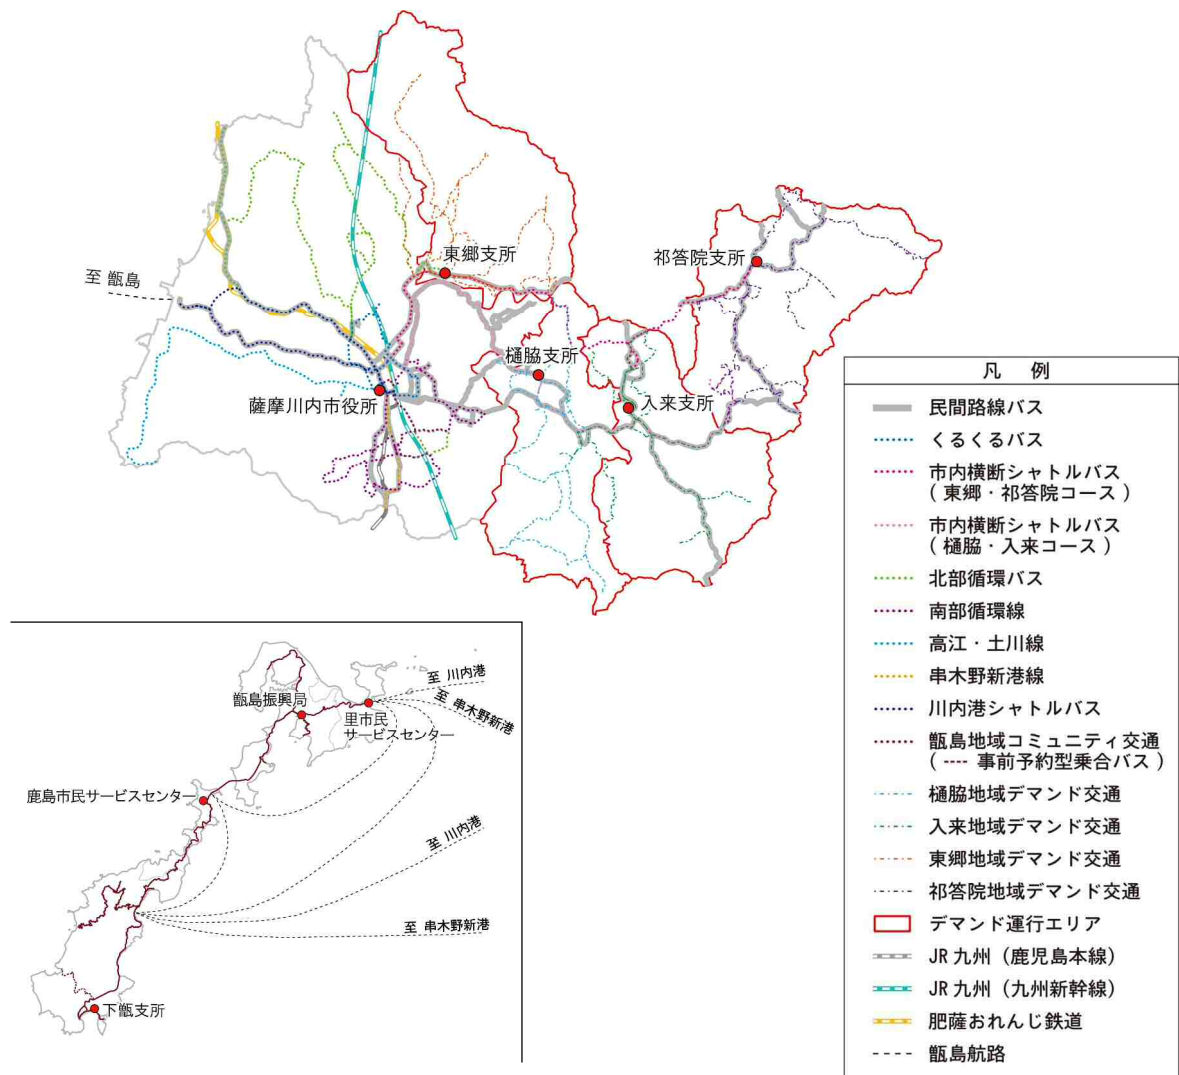 東郷支所
祁答院支所
至 甑島
樋脇支所
薩摩川内市役所
入来支所
凡 例
民間路線バス
くるくるバス
市内横断シャトルバス
( 東郷・祁答院コース )
市内横断シャトルバス
( 樋脇・入来コース )
北部循環バス
南部循環線
高江・土川線
串木野新港線
川内港シャトルバス
甑島地域コミュニティ交通
( ---- 事前予約型乗合バス )
樋脇地域デマンド交通
入来地域デマンド交通
東郷地域デマンド交通
祁答院地域デマンド交通
デマンド運行エリア
JR 九州（鹿児島本線）
JR 九州（九州新幹線）
肥薩おれんじ鉄道
甑島航路
至 川内港
甑島振興局
至 串木野新港
里市民
サービスセンター
鹿島市民サービスセンター
至 川内港
至 串木野新港
下甑支所